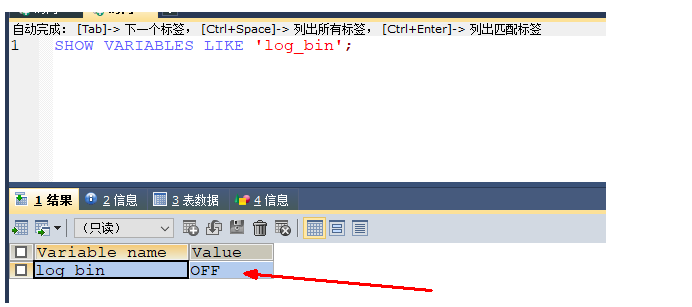 自动完成： [Tab]-> 下一个标签， [Ctrl+Space]-> 列出所有标签， [Ctrl+Enter]-> 列出匹配标签
1 SHOW VARIABLES LIKE 'log_bin';
1 结果 2 信息 3 表数据 4 信息
（只读）
Variable_name Value
log_bin OFF